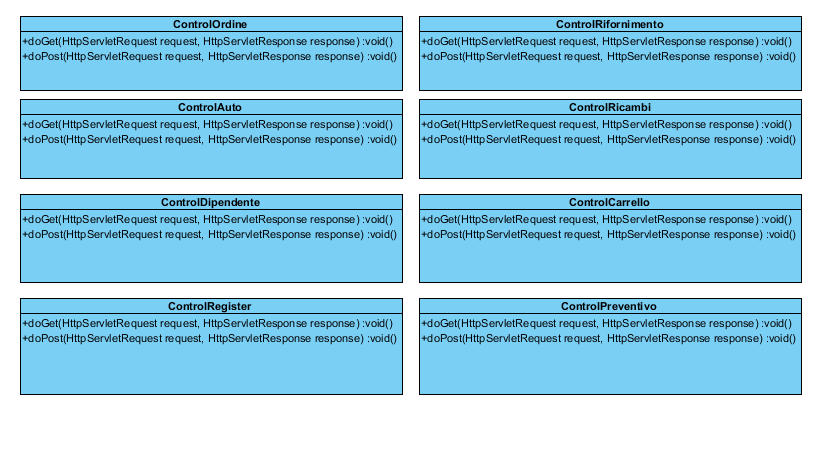 ControlOrdine
+doGet(HttpServletRequest request, HttpServletResponse response) :void()
+doPost(HttpServletRequest request, HttpServletResponse response) :void()
ControlRifornimento
+doGet(HttpServletRequest request, HttpServletResponse response) :void()
+doPost(HttpServletRequest request, HttpServletResponse response) :void()
ControlAuto
+doGet(HttpServletRequest request, HttpServletResponse response) :void()
+doPost(HttpServletRequest request, HttpServletResponse response) :void()
ControlRicambi
+doGet(HttpServletRequest request, HttpServletResponse response) :void()
+doPost(HttpServletRequest request, HttpServletResponse response) :void()
ControlDipendente
+doGet(HttpServletRequest request, HttpServletResponse response) :void()
+doPost(HttpServletRequest request, HttpServletResponse response) :void()
ControlCarrello
+doGet(HttpServletRequest request, HttpServletResponse response) :void()
+doPost(HttpServletRequest request, HttpServletResponse response) :void()
ControlRegister
+doGet(HttpServletRequest request, HttpServletResponse response) :void()
+doPost(HttpServletRequest request, HttpServletResponse response) :void()
ControlPreventivo
+doGet(HttpServletRequest request, HttpServletResponse response) :void()
+doPost(HttpServletRequest request, HttpServletResponse response) :void()